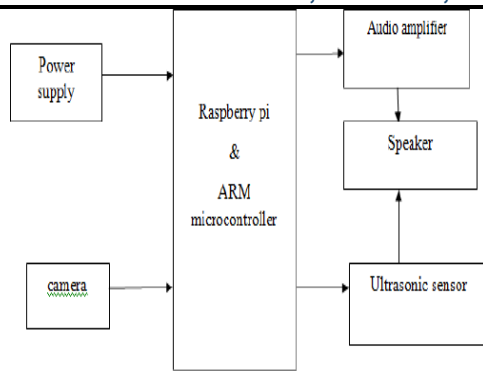 Power
supply
camera
Raspberry pi
&
ARM
microcontroller
Audio amplifier
Speaker
Ultrasonic sensor